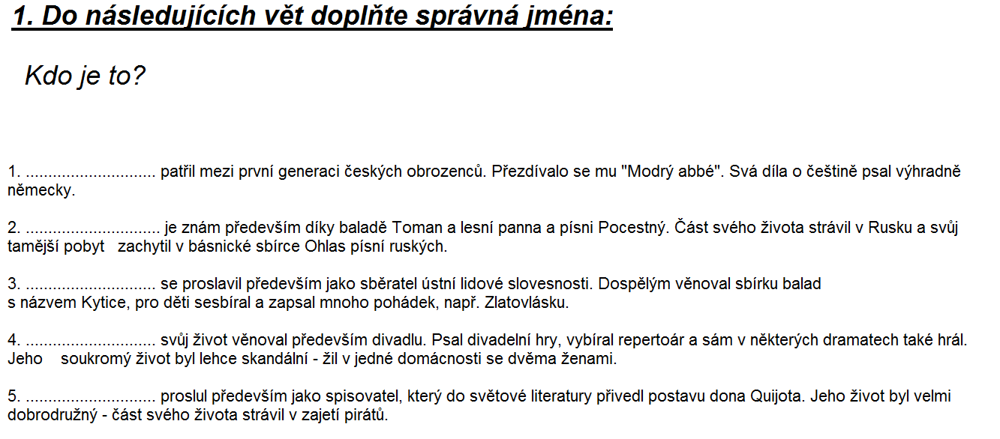 1. Do následujících vět doplňte správná jména:
Kdo je to?
1. ............................. patřil mezi první generaci českých obrozenců. Přezdívalo se mu "Modrý abbé". Svá díla o češtině psal výhradně
německy.
2. .............................. je znám především díky baladě Toman a lesní panna a písni Pocestný. Část svého života strávil v Rusku a svůj
tamější pobyt zachytil v básnické sbírce Ohlas písní ruských.
3. ............................. se proslavil především jako sběratel ústní lidové slovesnosti. Dospělým věnoval sbírku balad
s názvem Kytice, pro děti sesbíral a zapsal mnoho pohádek, např. Zlatovlásku.
4. ............................. svůj život věnoval především divadlu. Psal divadelní hry, vybíral repertoár a sám v některých dramatech také hrál.
Jeho soukromý život byl lehce skandální - žil v jedné domácnosti se dvěma ženami.
5. ............................. proslul především jako spisovatel, který do světové literatury přivedl postavu dona Quijota. Jeho život byl velmi
dobrodružný - část svého života strávil v zajetí pirátů.